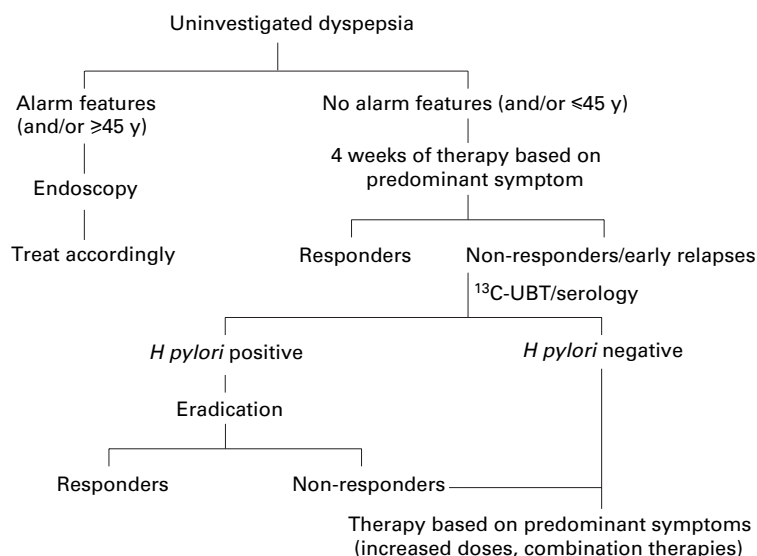 Uninvestigated dyspepsia
Alarm features
(and/or ⩾45 y)
No alarm features (and/or ⩽45 y)
4 weeks of therapy based on
predominant symptom
Endoscopy
Treat accordingly
Responders
Non-responders/early relapses
¹³C-UBT/serology
H pylori positive
H pylori negative
Eradication
Responders
Non-responders
Therapy based on predominant symptoms
(increased doses, combination therapies)